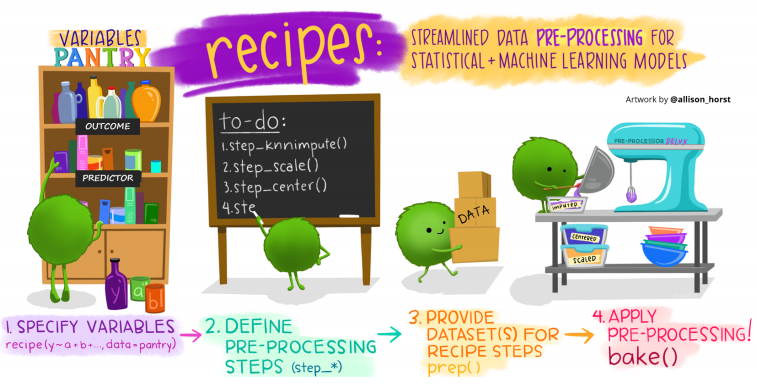 VARIABLES
PANTRY
recipes:
STREAMLINED DATA PRE-PROCESSING FOR
STATISTICAL + MACHINE LEARNING MODELS
Artwork by @allison_horst
OUTCOME
PREDICTOR
y
a
b
to-do:
1.step_knnimpute()
2.step_scale()
3.step_center()
4.ste
DATA
PRE-PROCESSOR DELUX
IMPUTED
CENTERED
SCALED
1. SPECIFY VARIABLES
recipe(y~a+b+..., data=pantry)
2. DEFINE
PRE-PROCESSING
STEPS (step_*)
3. PROVIDE
DATASET(S) FOR
RECIPE STEPS
prep()
4. APPLY
PRE-PROCESSING!
bake()